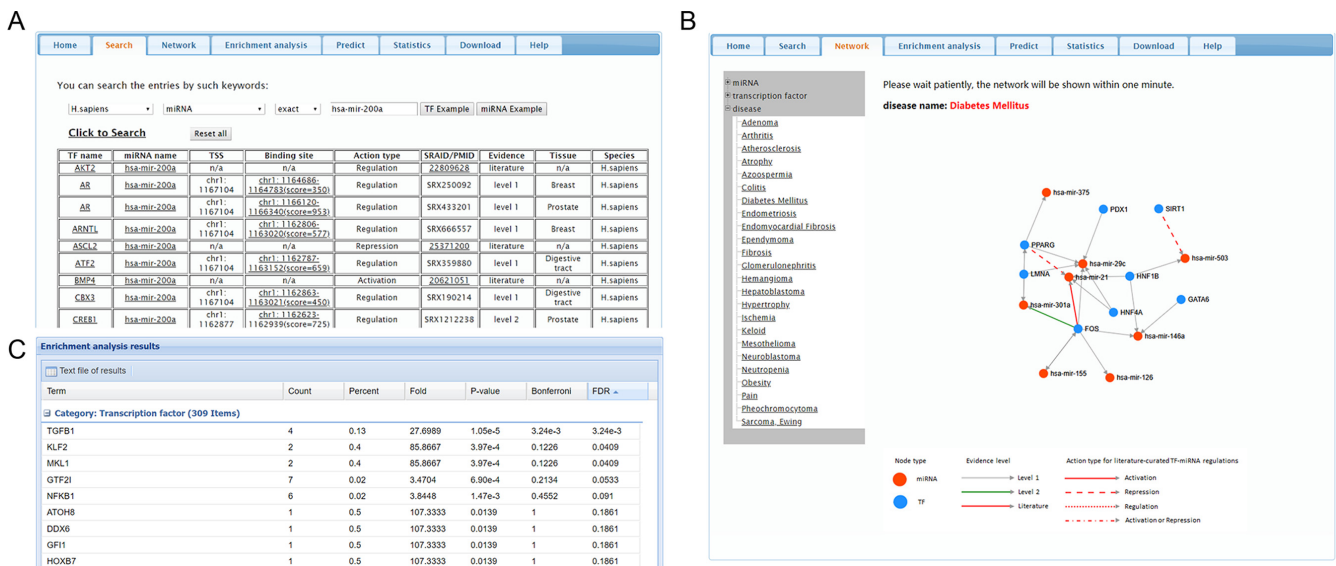 A
Home Search Network Enrichment analysis Predict Statistics Download Help
You can search the entries by such keywords:
H.sapiens miRNA exact hsa-mir-200a TF Example miRNA Example
Click to Search Reset all
TF name miRNA name TSS Binding site Action type SRAID/PMID Evidence Tissue Species
AKT2 hsa-mir-200a n/a n/a Regulation 22809628 literature n/a H.sapiens
AR hsa-mir-200a chr1: 1167104 chr1: 1164686-1164783(score=350) Regulation SRX250092 level 1 Breast H.sapiens
AR hsa-mir-200a chr1: 1167104 chr1: 1166120-1166340(score=953) Regulation SRX433201 level 1 Prostate H.sapiens
ARNTL hsa-mir-200a chr1: 1167104 chr1: 1162806-1163020(score=577) Regulation SRX666557 level 1 Breast H.sapiens
ASCL2 hsa-mir-200a n/a n/a Repression 25371200 literature n/a H.sapiens
ATF2 hsa-mir-200a chr1: 1167104 chr1: 1162787-1163152(score=659) Regulation SRX359880 level 1 Digestive tract H.sapiens
BMP4 hsa-mir-200a n/a n/a Activation 20621051 literature n/a H.sapiens
CBX3 hsa-mir-200a chr1: 1167104 chr1: 1162863-1163021(score=450) Regulation SRX190214 level 1 Digestive tract H.sapiens
CREB1 hsa-mir-200a chr1: 1162877 chr1: 1162623-1162939(score=725) Regulation SRX1212238 level 2 Prostate H.sapiens
B
Home Search Network Enrichment analysis Predict Statistics Download Help
miRNA
transcription factor
disease
Adenoma
Arthritis
Atherosclerosis
Atrophy
Azoospermia
Colitis
Diabetes Mellitus
Endometriosis
Endomyocardial Fibrosis
Ependymoma
Fibrosis
Glomerulonephritis
Hemangioma
Hepatoblastoma
Hypertrophy
Ischemia
Keloid
Mesothelioma
Neuroblastoma
Neutropenia
Obesity
Pain
Pheochromocytoma
Sarcoma, Ewing
Please wait patiently, the network will be shown within one minute.
disease name: Diabetes Mellitus
hsa-mir-375
PDX1
SIRT1
PPARG
hsa-mir-29c
hsa-mir-503
LMNA
hsa-mir-21
HNF1B
hsa-mir-301a
GATA6
HNF4A
FOS
hsa-mir-146a
hsa-mir-155
hsa-mir-126
Node type Evidence level Action type for literature-curated TF-miRNA regulations
miRNA Level 1 Activation
Level 2 Repression
TF Literature Regulation
Activation or Repression
C
Enrichment analysis results
Text file of results
Term Count Percent Fold P-value Bonferroni FDR
Category: Transcription factor (309 Items)
TGFB1 4 0.13 27.6989 1.05e-5 3.24e-3 3.24e-3
KLF2 2 0.4 85.8667 3.97e-4 0.1226 0.0409
MKL1 2 0.4 85.8667 3.97e-4 0.1226 0.0409
GTF2I 7 0.02 3.4704 6.90e-4 0.2134 0.0533
NFKB1 6 0.02 3.8448 1.47e-3 0.4552 0.091
ATOH8 1 0.5 107.3333 0.0139 1 0.1861
DDX6 1 0.5 107.3333 0.0139 1 0.1861
GFI1 1 0.5 107.3333 0.0139 1 0.1861
HOXB7 1 0.5 107.3333 0.0139 1 0.1861